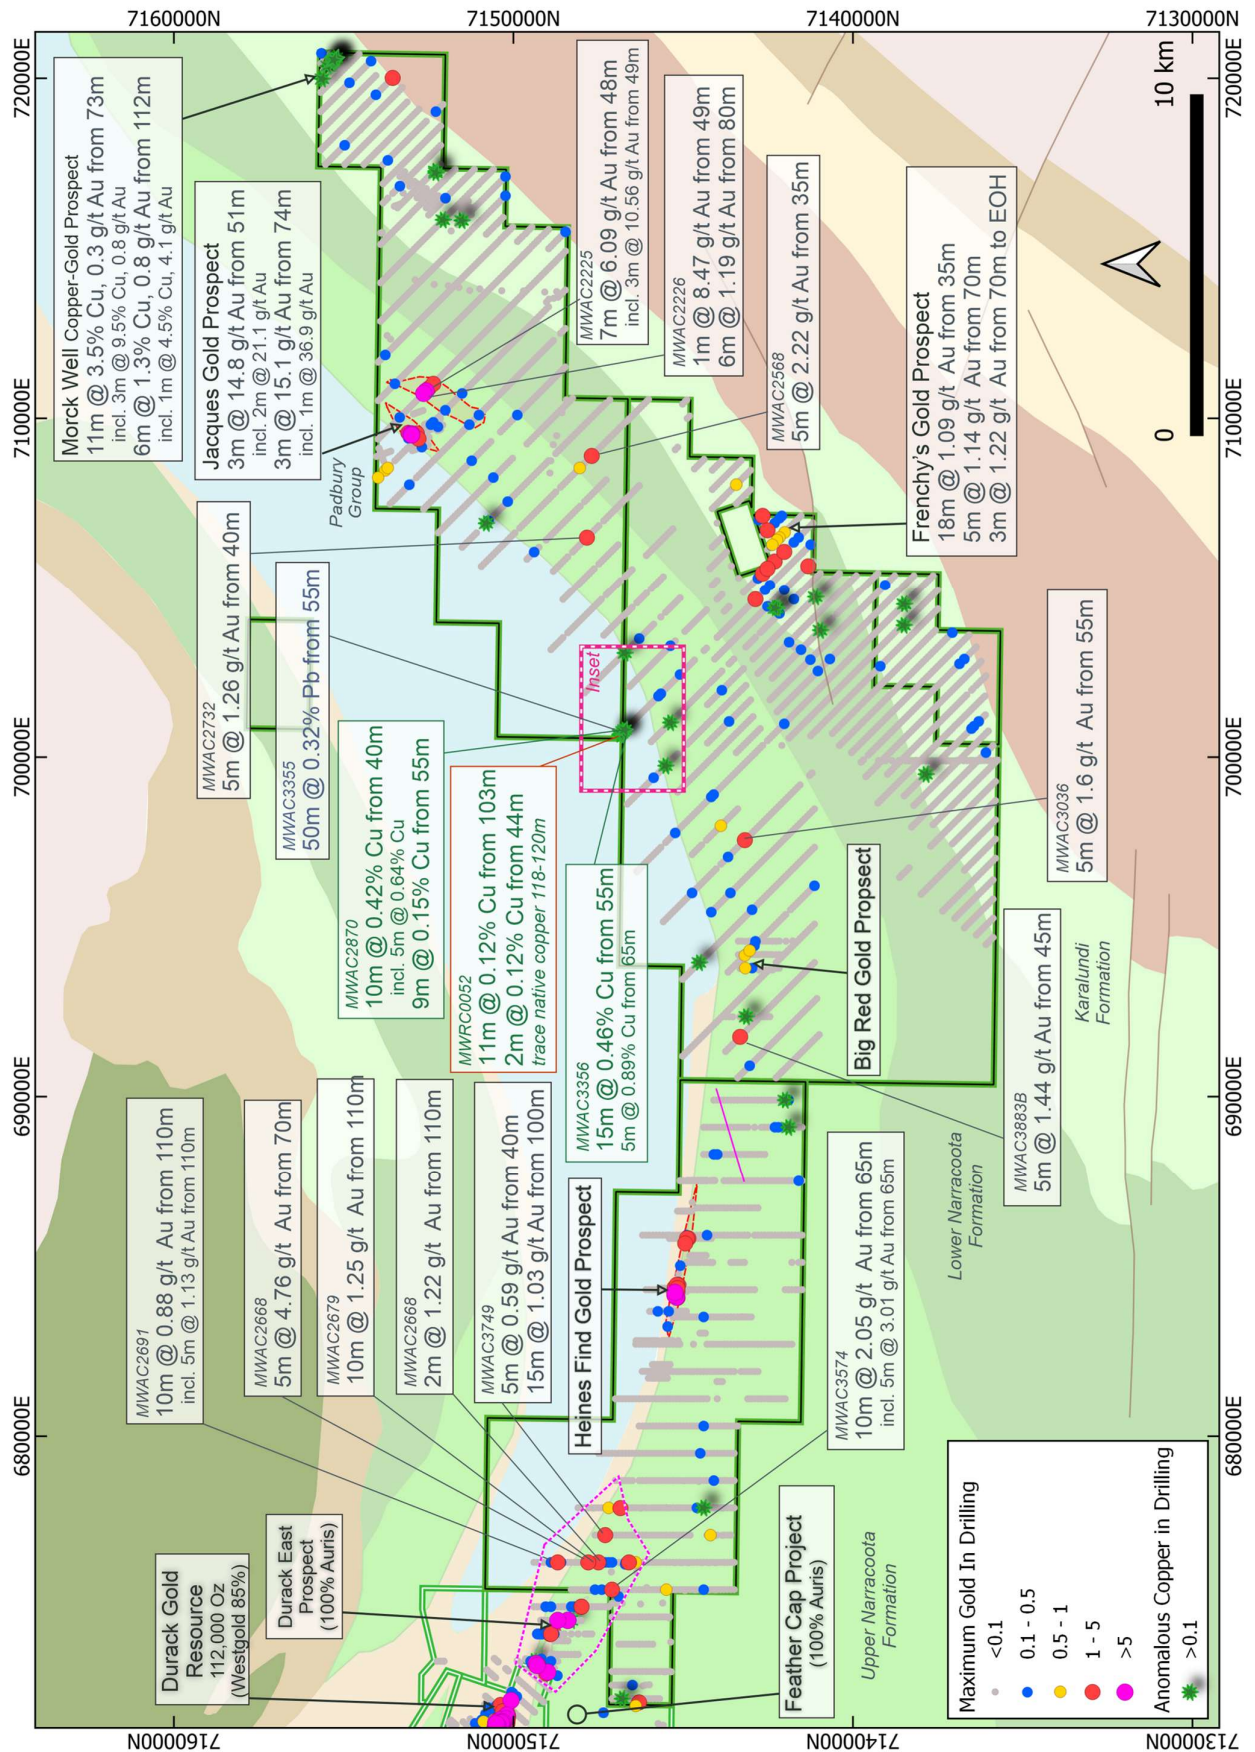 7160000N
7150000N
7140000N
7130000N
720000E
710000E
700000E
690000E
680000E
720000E
710000E
700000E
690000E
680000E
7160000N
7150000N
7140000N
7130000N
Durack Gold
Resource
112,000 Oz
(Westgold 85%)
Durack East
Prospect
(100% Auris)
MWAC2691
10m @ 0.88 g/t Au from 110m
incl. 5m @ 1.13 g/t Au from 110m
MWAC2668
5m @ 4.76 g/t Au from 70m
MWAC2679
10m @ 1.25 g/t Au from 110m
MWAC2668
2m @ 1.22 g/t Au from 110m
MWAC3749
5m @ 0.59 g/t Au from 40m
15m @ 1.03 g/t Au from 100m
Heines Find Gold Prospect
MWAC2732
5m @ 1.26 g/t Au from 40m
MWAC3355
50m @ 0.32% Pb from 55m
MWAC2870
10m @ 0.42% Cu from 40m
incl. 5m @ 0.64% Cu
9m @ 0.15% Cu from 55m
MWRC0052
11m @ 0.12% Cu from 103m
2m @ 0.12% Cu from 44m
trace native copper 118-120m
MWAC3356
15m @ 0.46% Cu from 55m
5m @ 0.89% Cu from 65m
Morck Well Copper-Gold Prospect
11m @ 3.5% Cu, 0.3 g/t Au from 73m
incl. 3m @ 9.5% Cu, 0.8 g/t Au
6m @ 1.3% Cu, 0.8 g/t Au from 112m
incl. 1m @ 4.5% Cu, 4.1 g/t Au
Jacques Gold Prospect
3m @ 14.8 g/t Au from 51m
incl. 2m @ 21.1 g/t Au
3m @ 15.1 g/t Au from 74m
incl. 1m @ 36.9 g/t Au
Padbury
Group
MWAC2225
7m @ 6.09 g/t Au from 48m
incl. 3m @ 10.56 g/t Au from 49m
MWAC2226
1m @ 8.47 g/t Au from 49m
6m @ 1.19 g/t Au from 80m
MWAC2568
5m @ 2.22 g/t Au from 35m
Inset
Frenchy's Gold Prospect
18m @ 1.09 g/t Au from 35m
5m @ 1.14 g/t Au from 70m
3m @ 1.22 g/t Au from 70m to EOH
Feather Cap Project
(100% Auris)
Upper Narracoota
Formation
MWAC3574
10m @ 2.05 g/t Au from 65m
incl. 5m @ 3.01 g/t Au from 65m
Big Red Gold Propsect
Lower Narracoota
Formation
MWAC3883B
5m @ 1.44 g/t Au from 45m
MWAC3036
5m @ 1.6 g/t Au from 55m
Karalundi
Formation
Maximum Gold In Drilling
<0.1
0.1 - 0.5
0.5 - 1
1 - 5
>5
Anomalous Copper in Drilling
>0.1
0
10 km